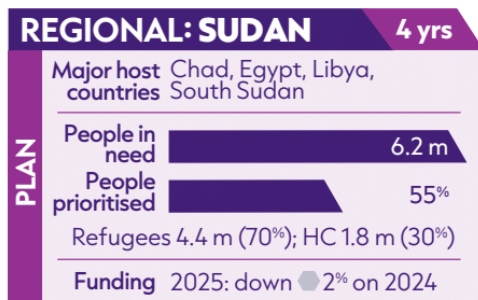 REGIONAL: SUDAN 4 yrs
PLAN
Major host countries Chad, Egypt, Libya, South Sudan
People in need 6.2 m
People prioritised 55%
Refugees 4.4 m (70%); HC 1.8 m (30%)
Funding 2025: down 2% on 2024